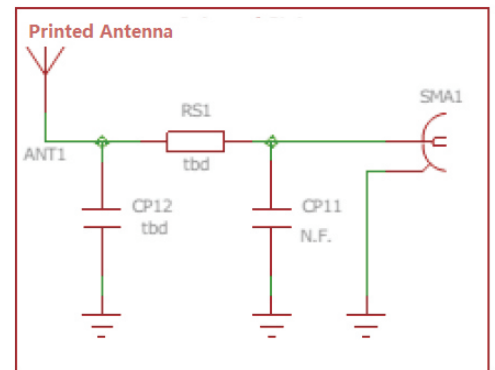 Printed Antenna
RS1
SMA1
ANT1
tbd
CP12
CP11
tbd
N.F.